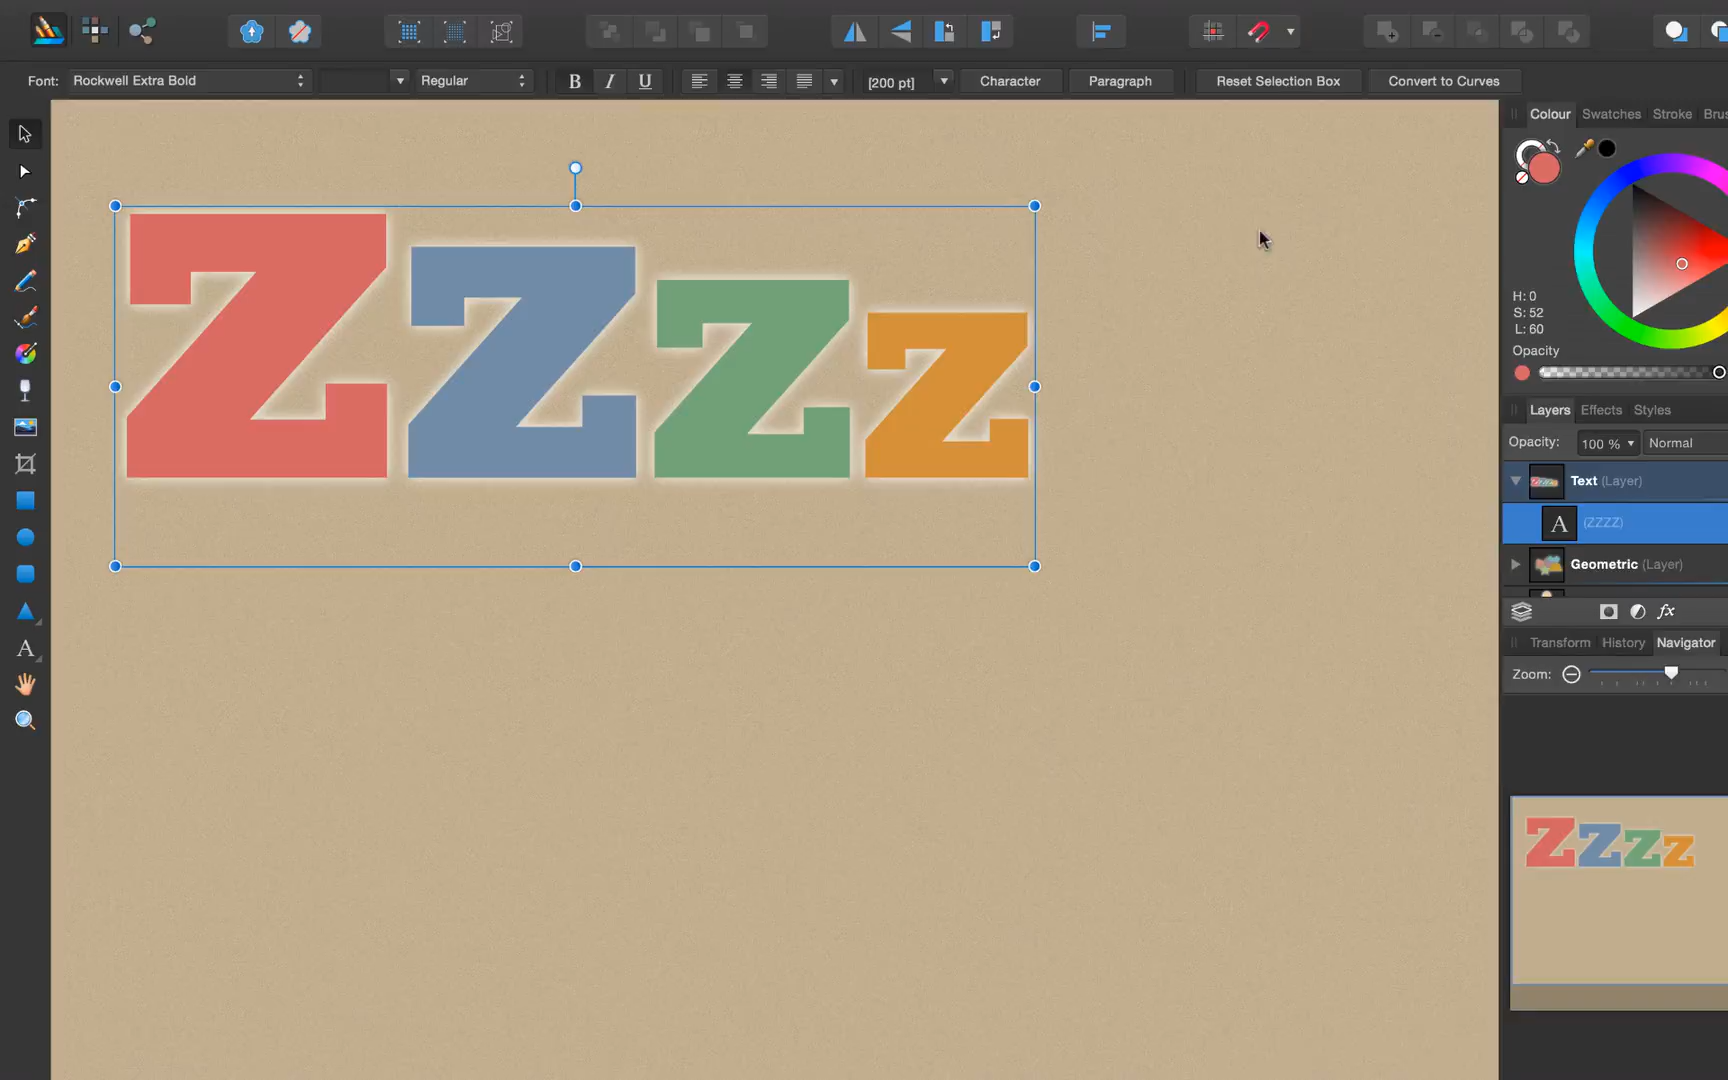 Font: Rockwell Extra Bold Regular B I U [200 pt] Character Paragraph Reset Selection Box Convert to Curves
Colour Swatches Stroke
ZZZZ
H: 0
S: 52
L: 60
Opacity
Layers Effects Styles
Opacity: 100 % Normal
Text (Layer)
A (ZZZZ)
Geometric (Layer)
fx
A
Transform History Navigator
Zoom:
ZZZZ